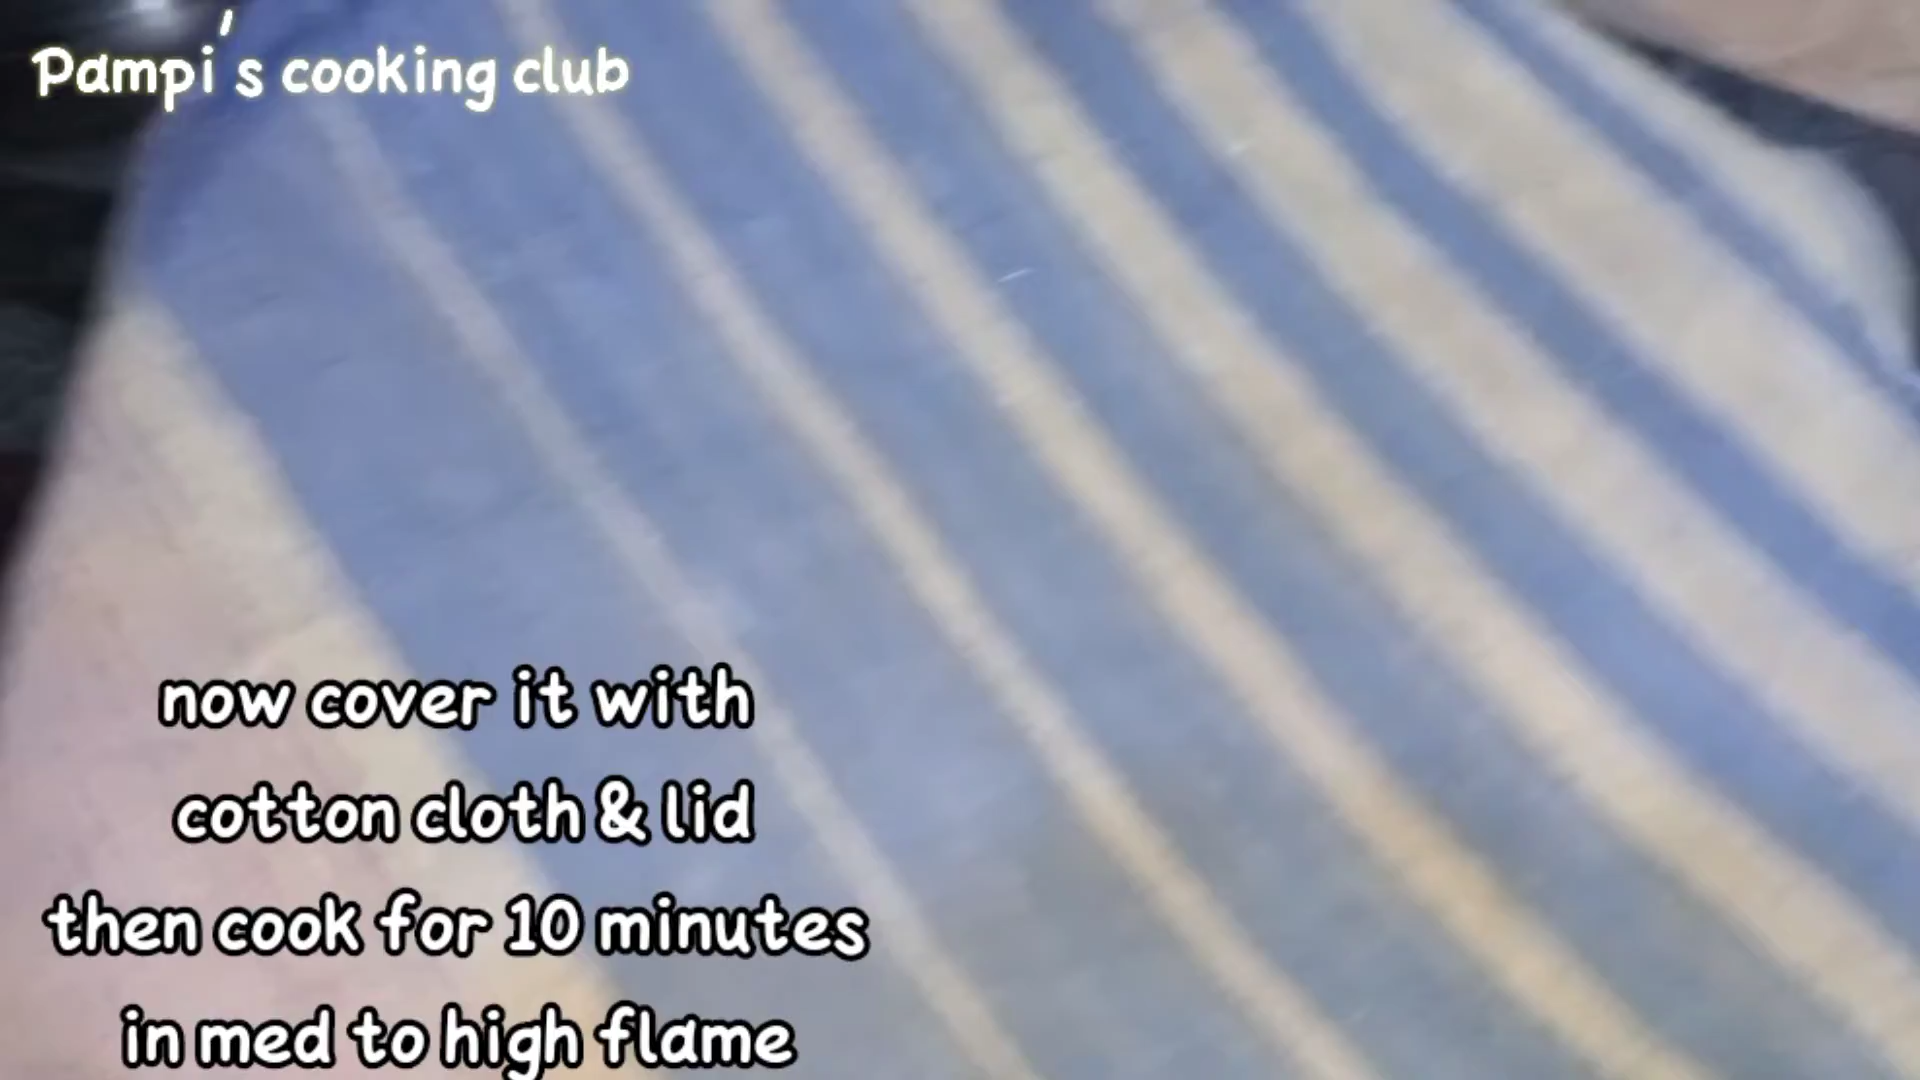 Pampi's cooking club
now cover it with
cotton cloth & lid
then cook for 10 minutes
in med to high flame